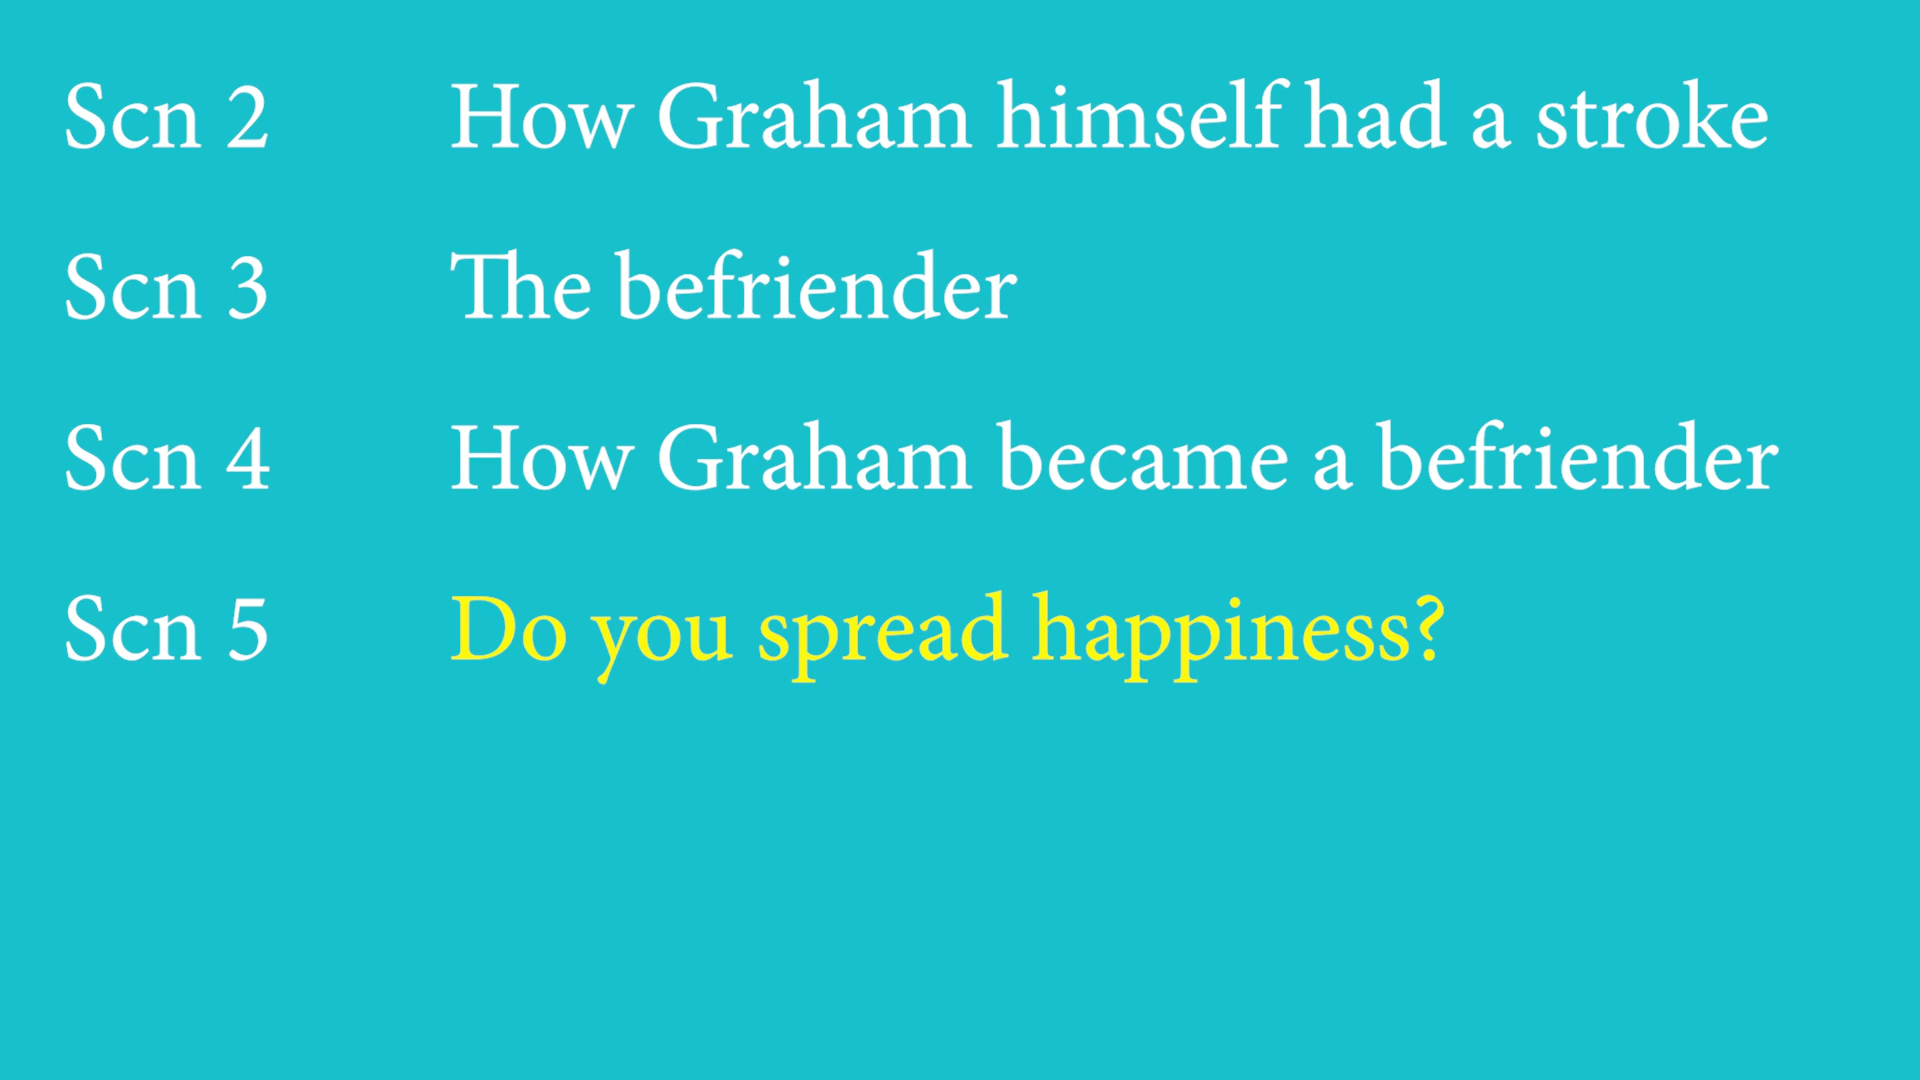 Scn 2 How Graham himself had a stroke
Scn 3 The befriender
Scn 4 How Graham became a befriender
Scn 5 Do you spread happiness?